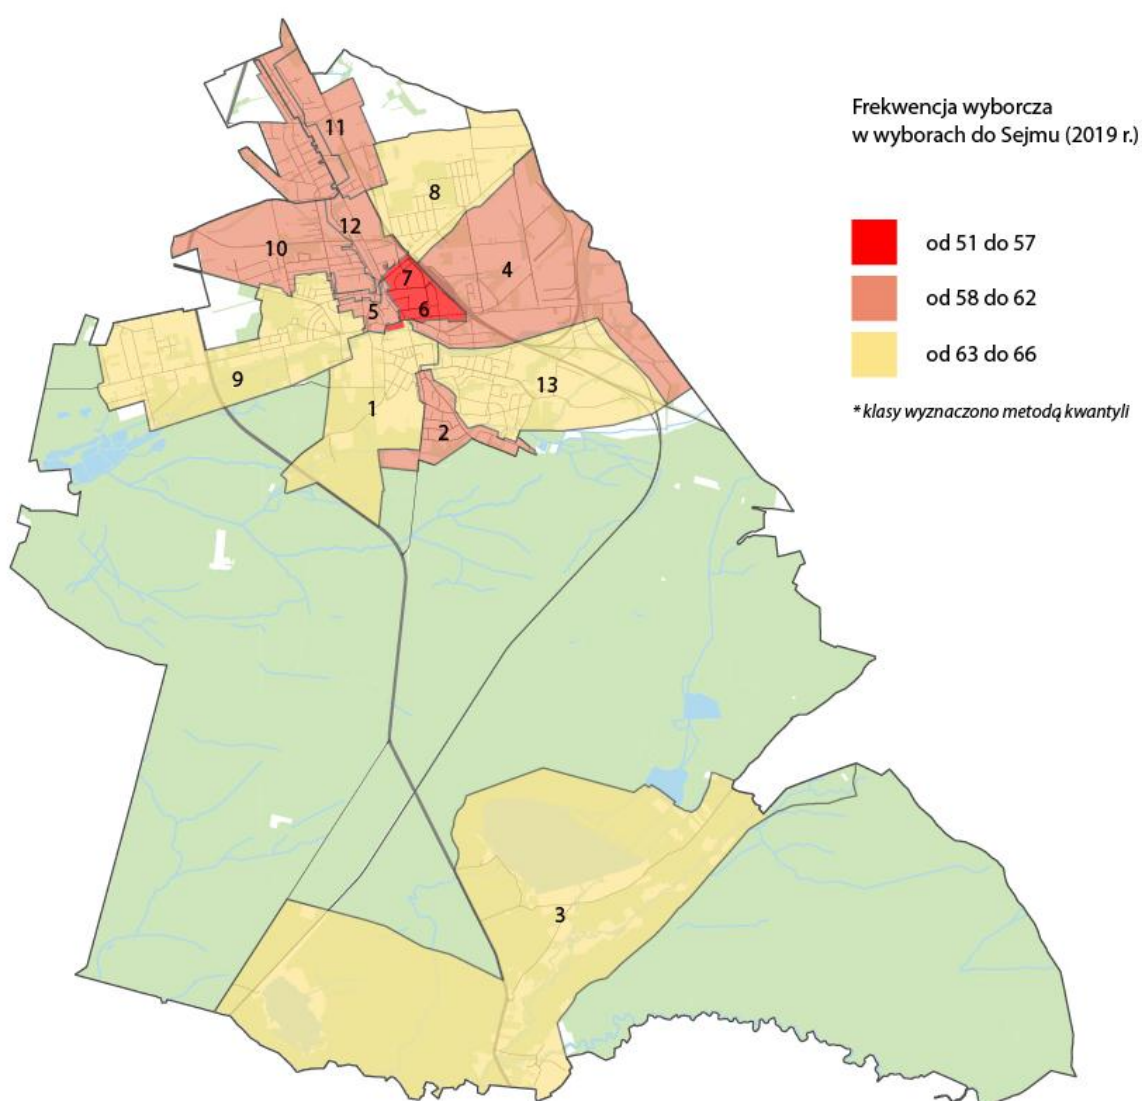 Frekwencja wyborcza
w wyborach do Sejmu (2019 r.)
od 51 do 57
od 58 do 62
od 63 do 66
* klasy wyznaczono metodą kwantyli
11
8
12
10
4
7
6
5
9
13
1
2
3